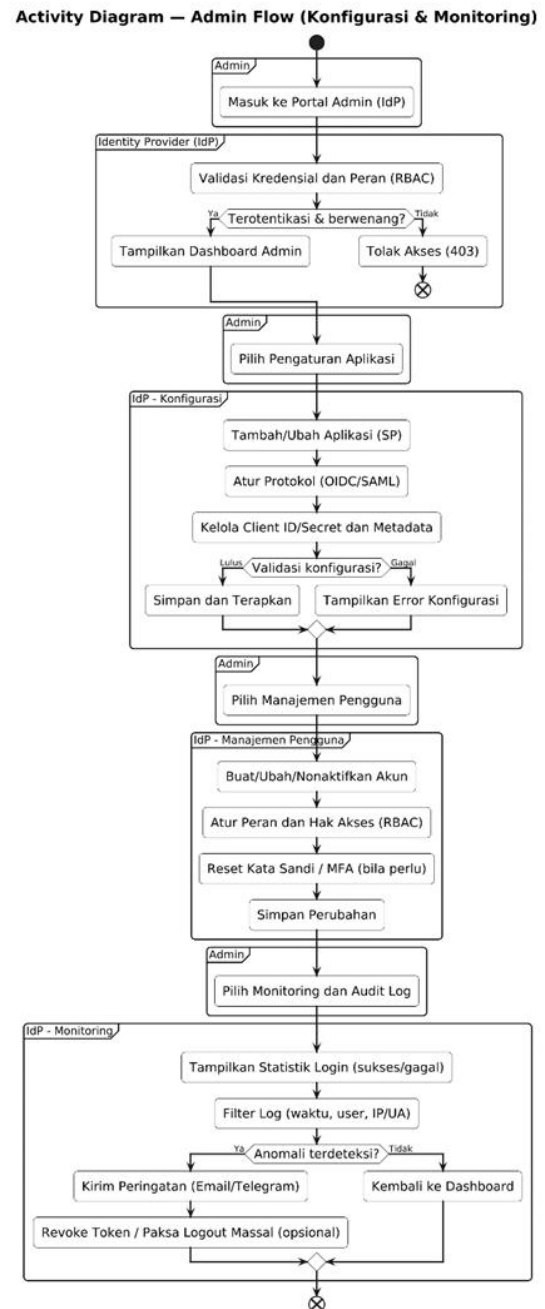 Activity Diagram — Admin Flow (Konfigurasi & Monitoring)
Admin
Masuk ke Portal Admin (IdP)
Identity Provider (IdP)
Validasi Kredensial dan Peran (RBAC)
Ya
Terotentikasi & berwenang?
Tidak
Tampilkan Dashboard Admin
Tolak Akses (403)
Admin
Pilih Pengaturan Aplikasi
IdP - Konfigurasi
Tambah/Ubah Aplikasi (SP)
Atur Protokol (OIDC/SAML)
Kelola Client ID/Secret dan Metadata
Lulus
Validasi konfigurasi?
Gagal
Simpan dan Terapkan
Tampilkan Error Konfigurasi
Admin
Pilih Manajemen Pengguna
IdP - Manajemen Pengguna
Buat/Ubah/Nonaktifkan Akun
Atur Peran dan Hak Akses (RBAC)
Reset Kata Sandi / MFA (bila perlu)
Simpan Perubahan
Admin
Pilih Monitoring dan Audit Log
IdP - Monitoring
Tampilkan Statistik Login (sukses/gagal)
Filter Log (waktu, user, IP/UA)
Ya
Anomali terdeteksi?
Tidak
Kirim Peringatan (Email/Telegram)
Kembali ke Dashboard
Revoke Token / Paksa Logout Massal (opsional)